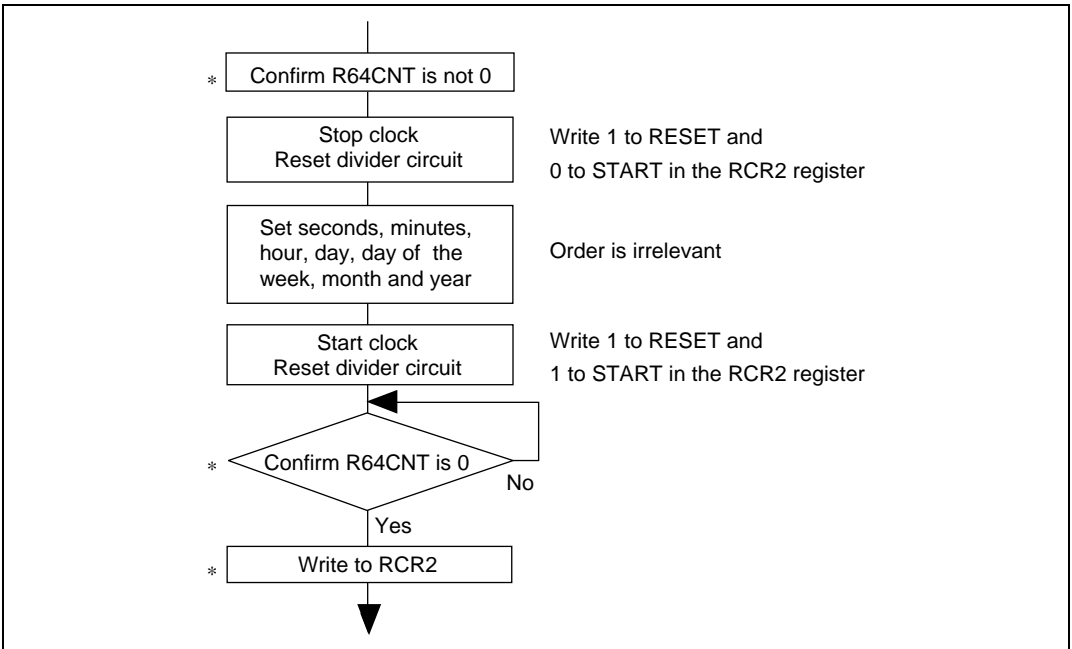 * Confirm R64CNT is not 0
Stop clock
Reset divider circuit
Write 1 to RESET and
0 to START in the RCR2 register
Set seconds, minutes,
hour, day, day of the
week, month and year
Order is irrelevant
Start clock
Reset divider circuit
Write 1 to RESET and
1 to START in the RCR2 register
* Confirm R64CNT is 0
No
Yes
* Write to RCR2